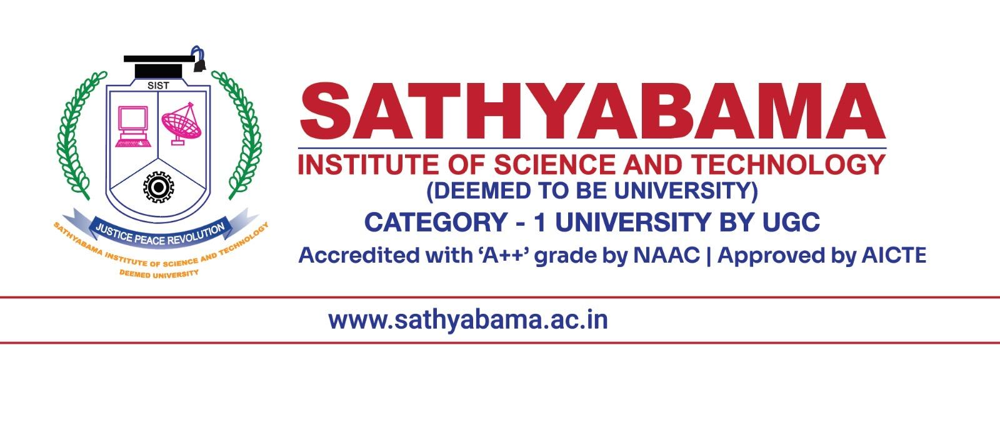 SIST
JUSTICE PEACE REVOLUTION
SATHYABAMA INSTITUTE OF SCIENCE AND TECHNOLOGY
DEEMED UNIVERSITY
SATHYABAMA
INSTITUTE OF SCIENCE AND TECHNOLOGY
(DEEMED TO BE UNIVERSITY)
CATEGORY - 1 UNIVERSITY BY UGC
Accredited with ‘A++’ grade by NAAC | Approved by AICTE
www.sathyabama.ac.in